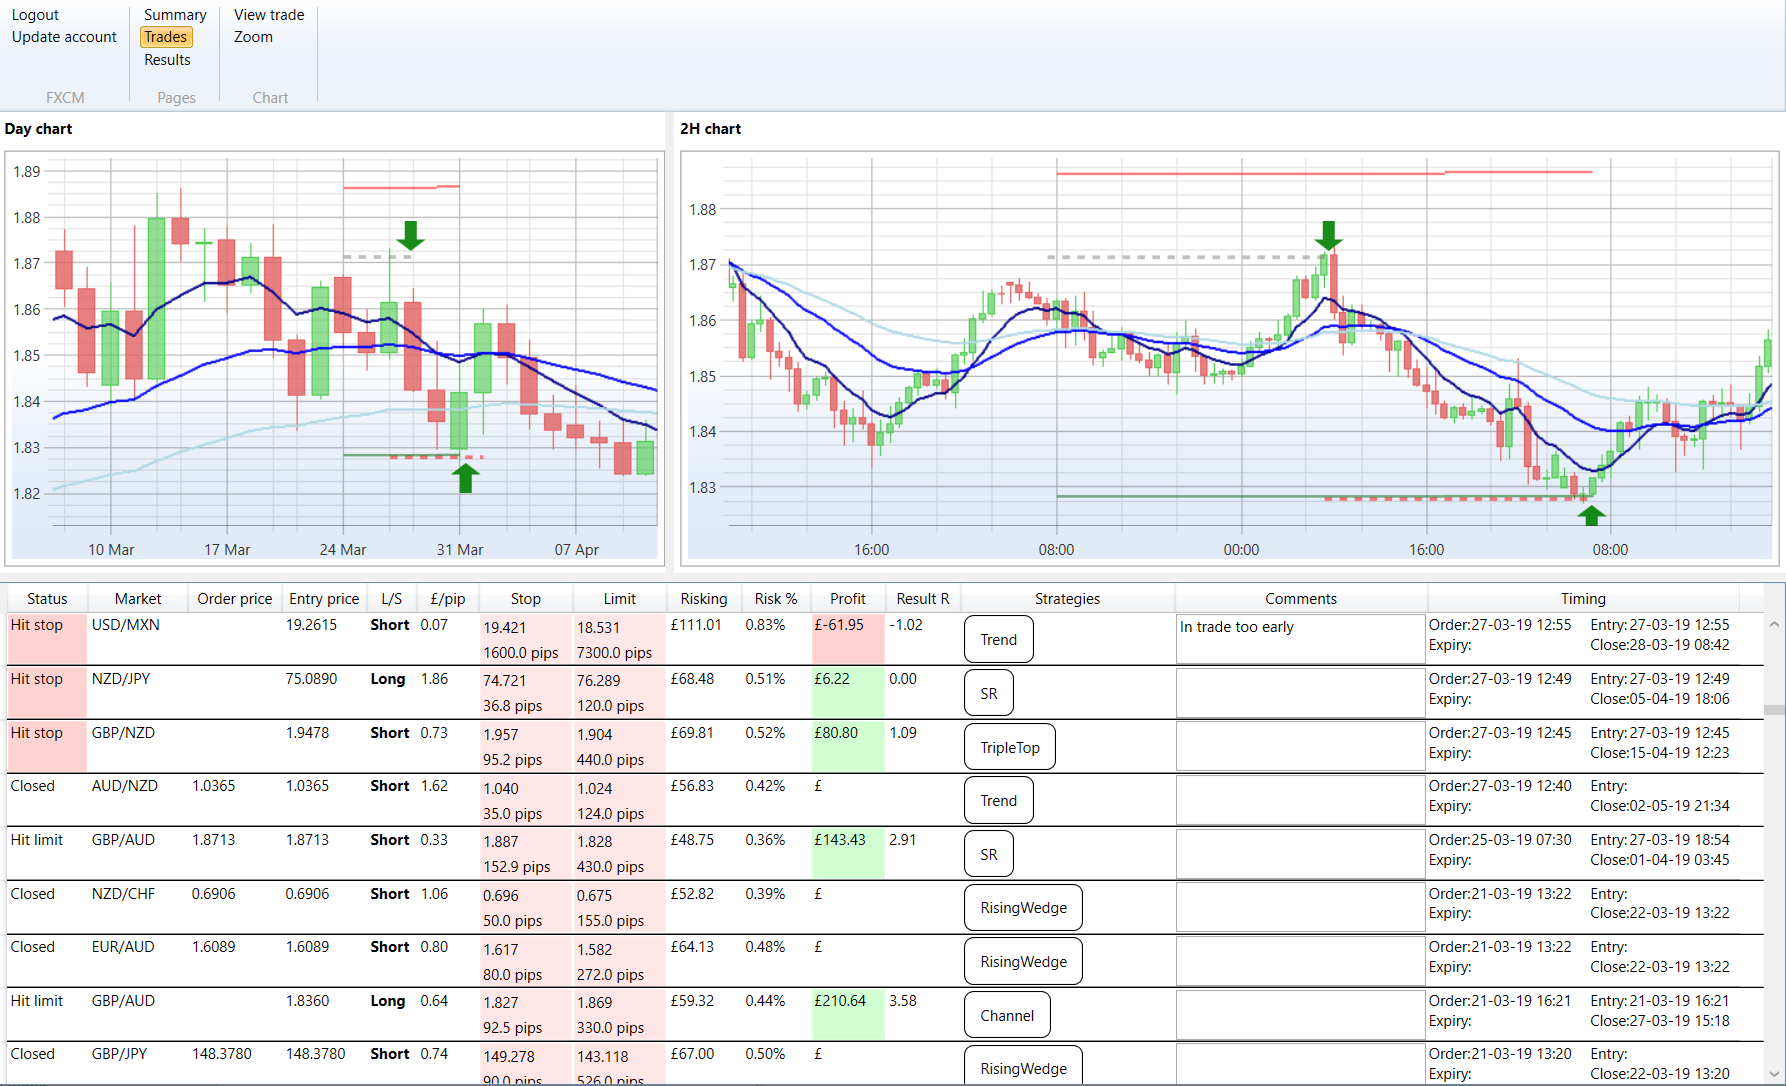 Logout
Update account
FXCM
Summary
Trades
Results
Pages
View trade
Zoom
Chart
Day chart
1.89
1.88
1.87
1.86
1.85
1.84
1.83
1.82
10 Mar 17 Mar 24 Mar 31 Mar 07 Apr
2H chart
1.88
1.87
1.86
1.85
1.84
1.83
16:00 08:00 00:00 16:00 08:00
Status Market Order price Entry price L/S £/pip Stop Limit Risking Risk % Profit Result R Strategies Comments Timing
Hit stop USD/MXN 19.2615 Short 0.07 19.421 18.531 £111.01 0.83% £-61.95 -1.02 Trend In trade too early Order:27-03-19 12:55 Entry:27-03-19 12:55
1600.0 pips 7300.0 pips Expiry: Close:28-03-19 08:42
Hit stop NZD/JPY 75.0890 Long 1.86 74.721 76.289 £68.48 0.51% £6.22 0.00 SR Order:27-03-19 12:49 Entry:27-03-19 12:49
36.8 pips 120.0 pips Expiry: Close:05-04-19 18:06
Hit stop GBP/NZD 1.9478 Short 0.73 1.957 1.904 £69.81 0.52% £80.80 1.09 TripleTop Order:27-03-19 12:45 Entry:27-03-19 12:45
95.2 pips 440.0 pips Expiry: Close:15-04-19 12:23
Closed AUD/NZD 1.0365 1.0365 Short 1.62 1.040 1.024 £56.83 0.42% £ Trend Order:27-03-19 12:40 Entry:
35.0 pips 124.0 pips Expiry: Close:02-05-19 21:34
Hit limit GBP/AUD 1.8713 1.8713 Short 0.33 1.887 1.828 £48.75 0.36% £143.43 2.91 SR Order:25-03-19 07:30 Entry:27-03-19 18:54
152.9 pips 430.0 pips Expiry: Close:01-04-19 03:45
Closed NZD/CHF 0.6906 0.6906 Short 1.06 0.696 0.675 £52.82 0.39% £ RisingWedge Order:21-03-19 13:22 Entry:
50.0 pips 155.0 pips Expiry: Close:22-03-19 13:22
Closed EUR/AUD 1.6089 1.6089 Short 0.80 1.617 1.582 £64.13 0.48% £ RisingWedge Order:21-03-19 13:22 Entry:
80.0 pips 272.0 pips Expiry: Close:22-03-19 13:22
Hit limit GBP/AUD 1.8360 Long 0.64 1.827 1.869 £59.32 0.44% £210.64 3.58 Channel Order:21-03-19 16:21 Entry:21-03-19 16:21
92.5 pips 330.0 pips Expiry: Close:27-03-19 15:18
Closed GBP/JPY 148.3780 148.3780 Short 0.74 149.278 143.118 £67.00 0.50% £ RisingWedge Order:21-03-19 13:20 Entry:
90.0 pips 526.0 pips Expiry: Close:22-03-19 13:20